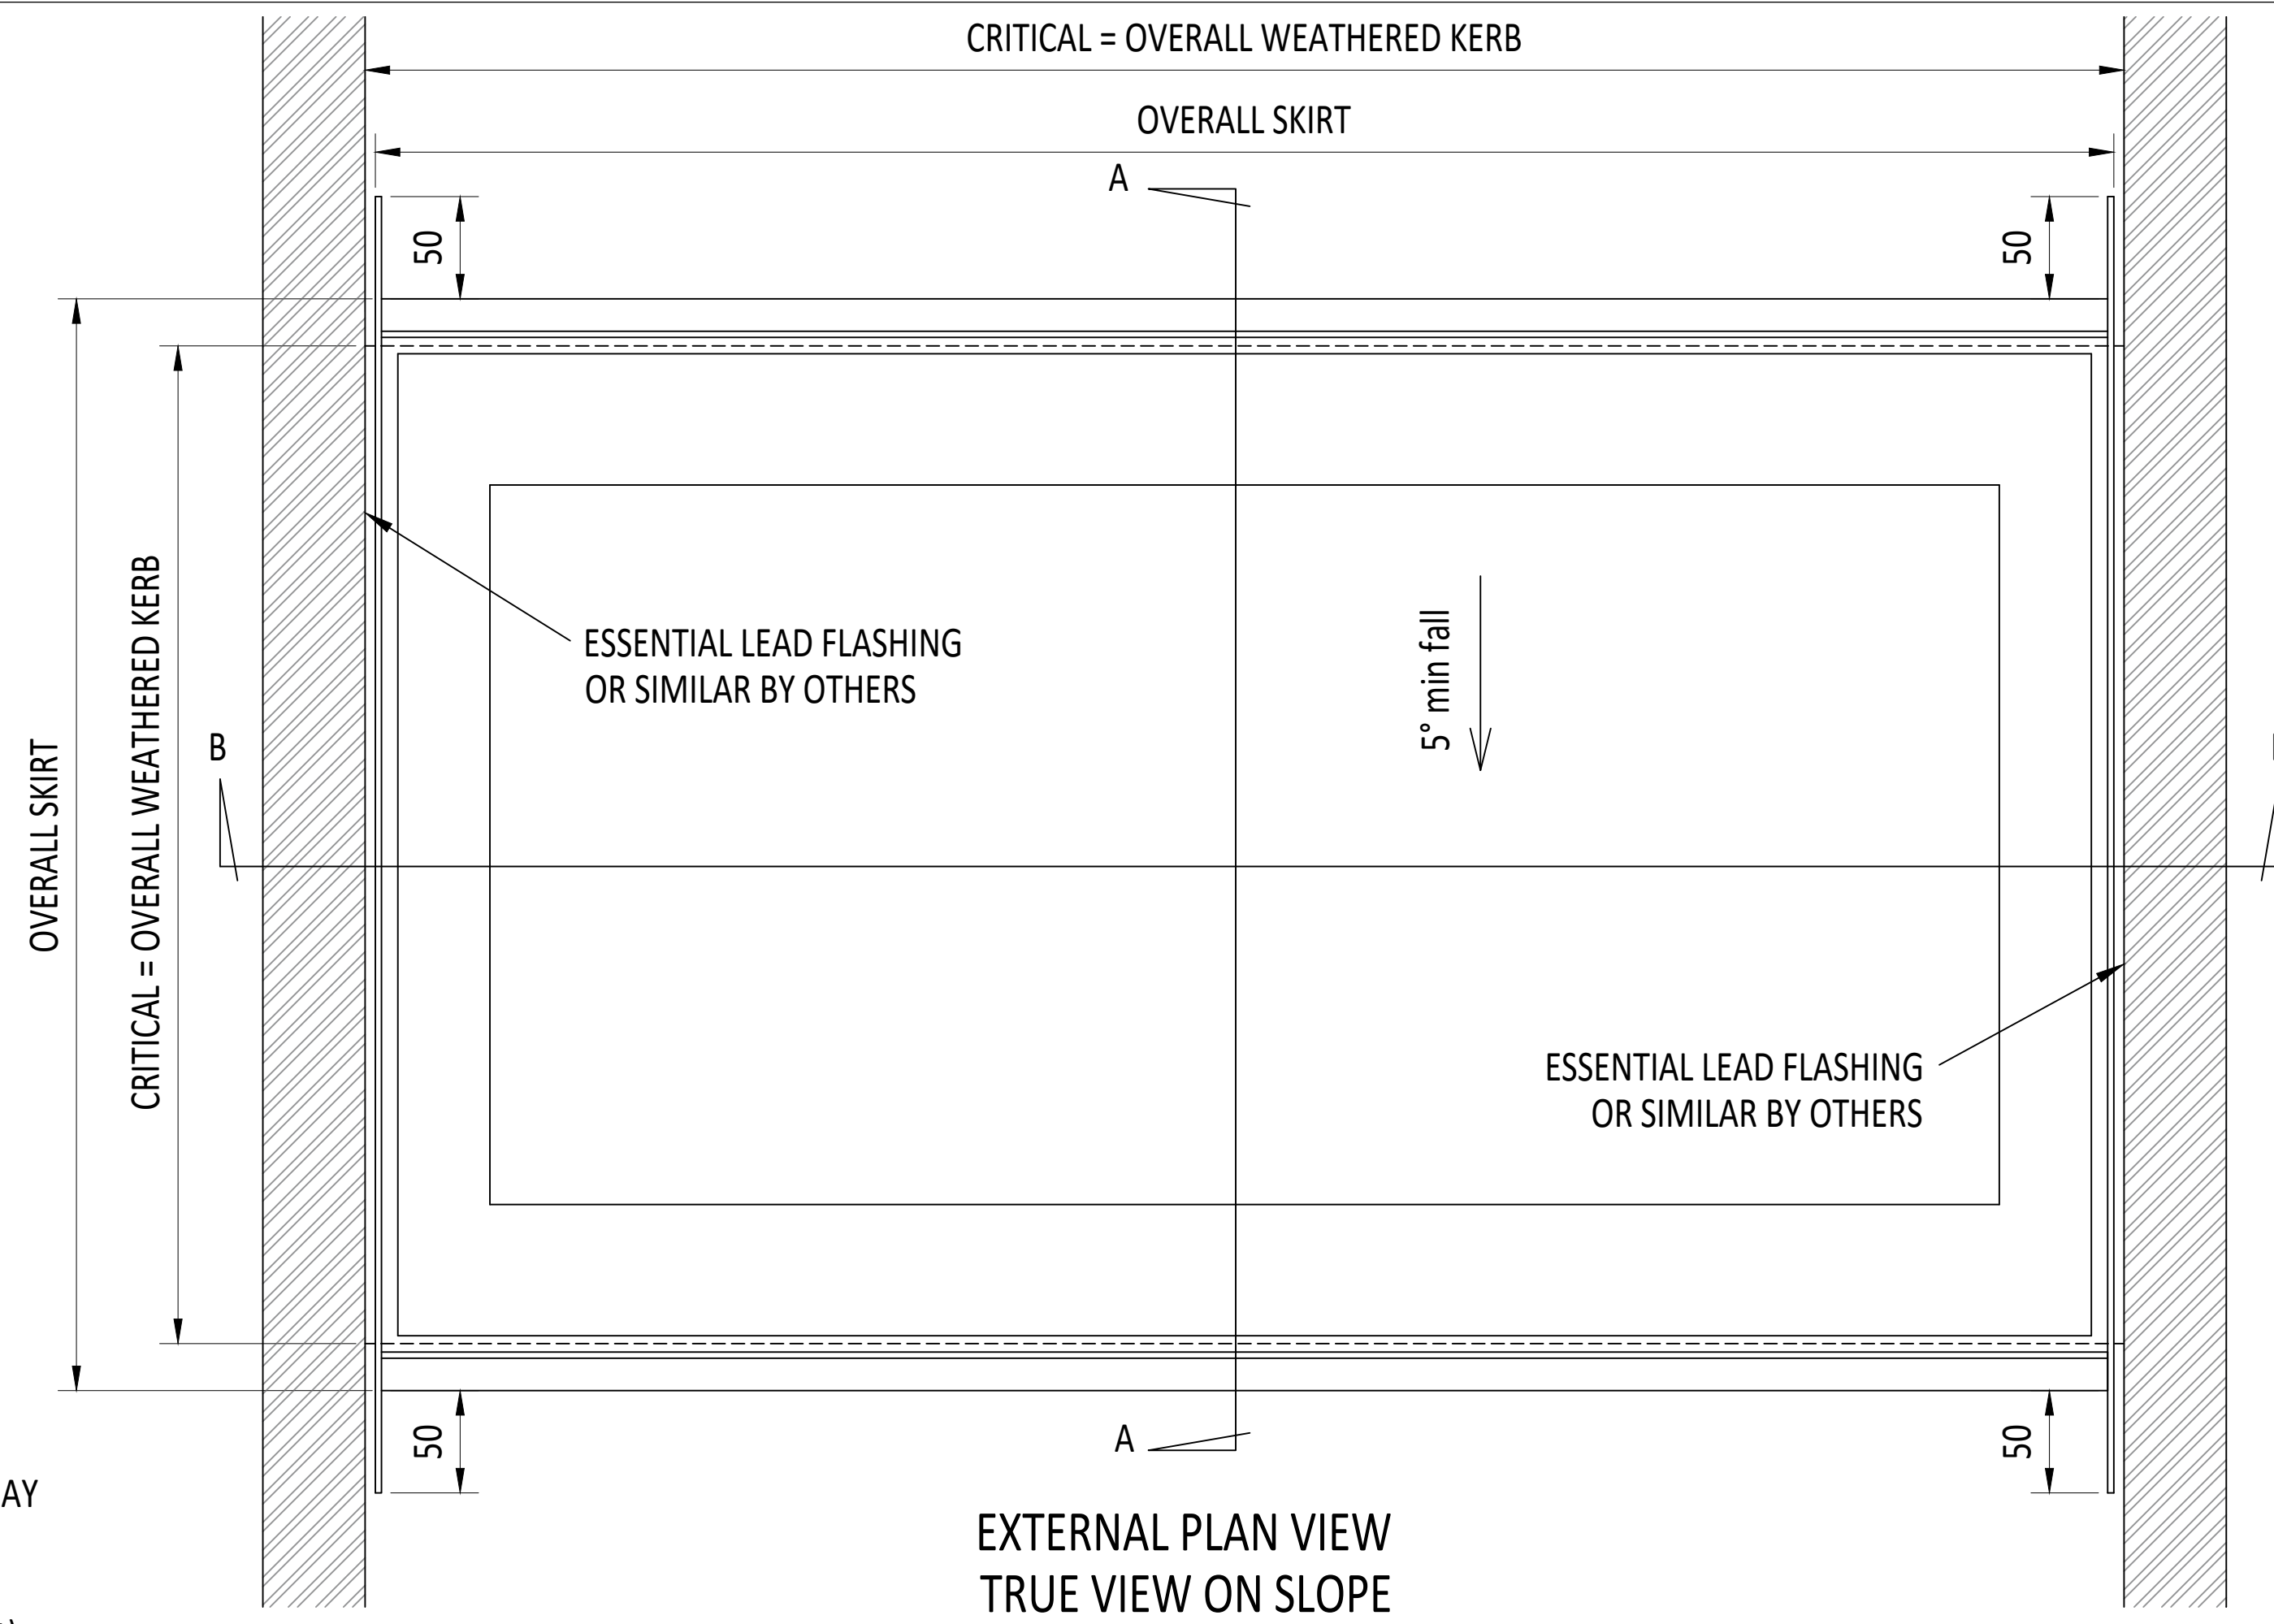 CRITICAL = OVERALL WEATHERED KERB
OVERALL SKIRT
A
50
50
OVERALL SKIRT
CRITICAL = OVERALL WEATHERED KERB
B
ESSENTIAL LEAD FLASHING
OR SIMILAR BY OTHERS
5° min fall
ESSENTIAL LEAD FLASHING
OR SIMILAR BY OTHERS
50
A
50
AY
EXTERNAL PLAN VIEW
TRUE VIEW ON SLOPE